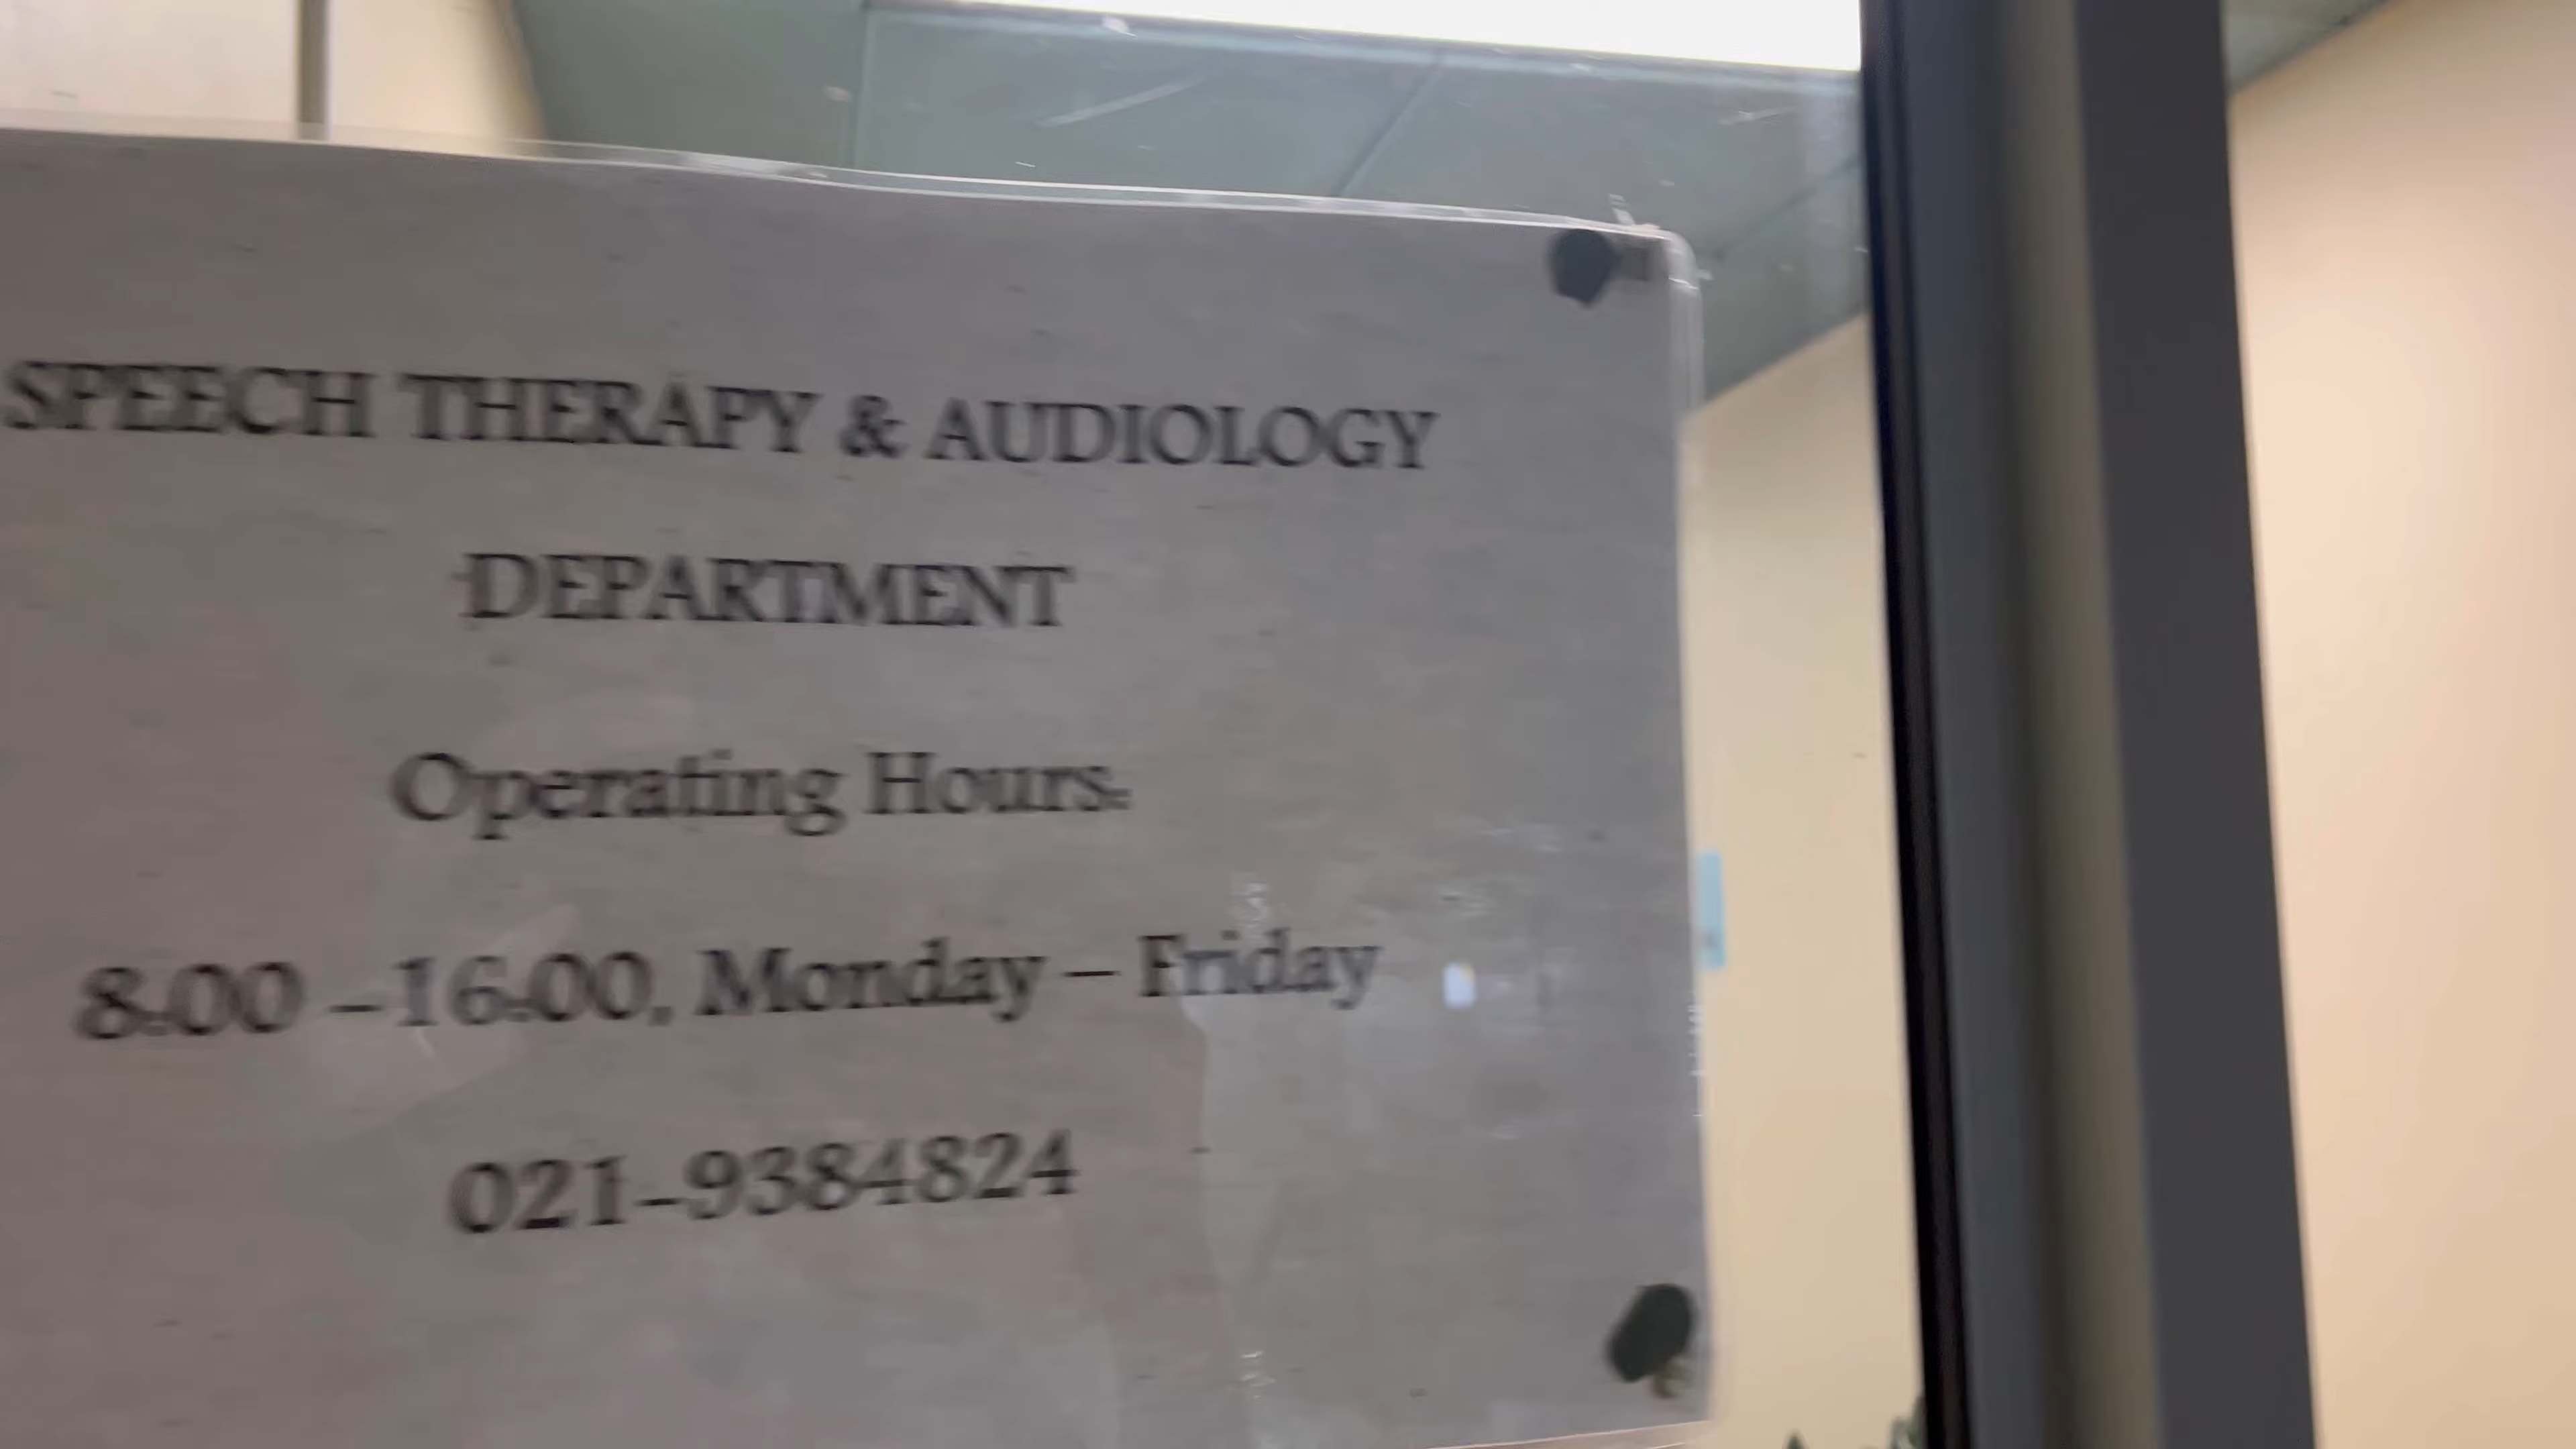 SPEECH THERAPY & AUDIOLOGY
DEPARTMENT
Operating Hours:
8:00 –16:00, Monday – Friday
021-9384824